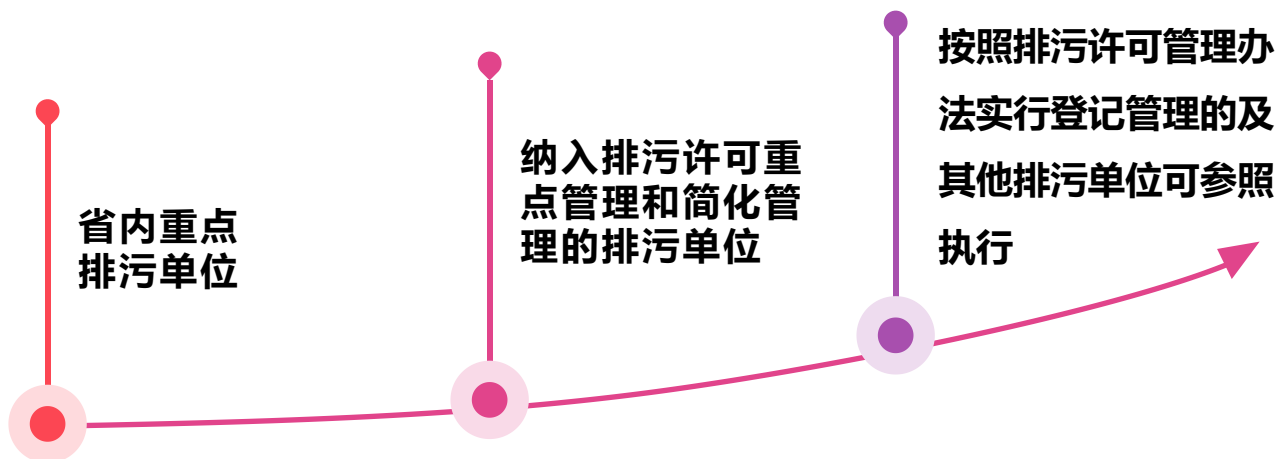 省内重点
排污单位
纳入排污许可重
点管理和简化管
理的排污单位
按照排污许可管理办
法实行登记管理的及
其他排污单位可参照
执行